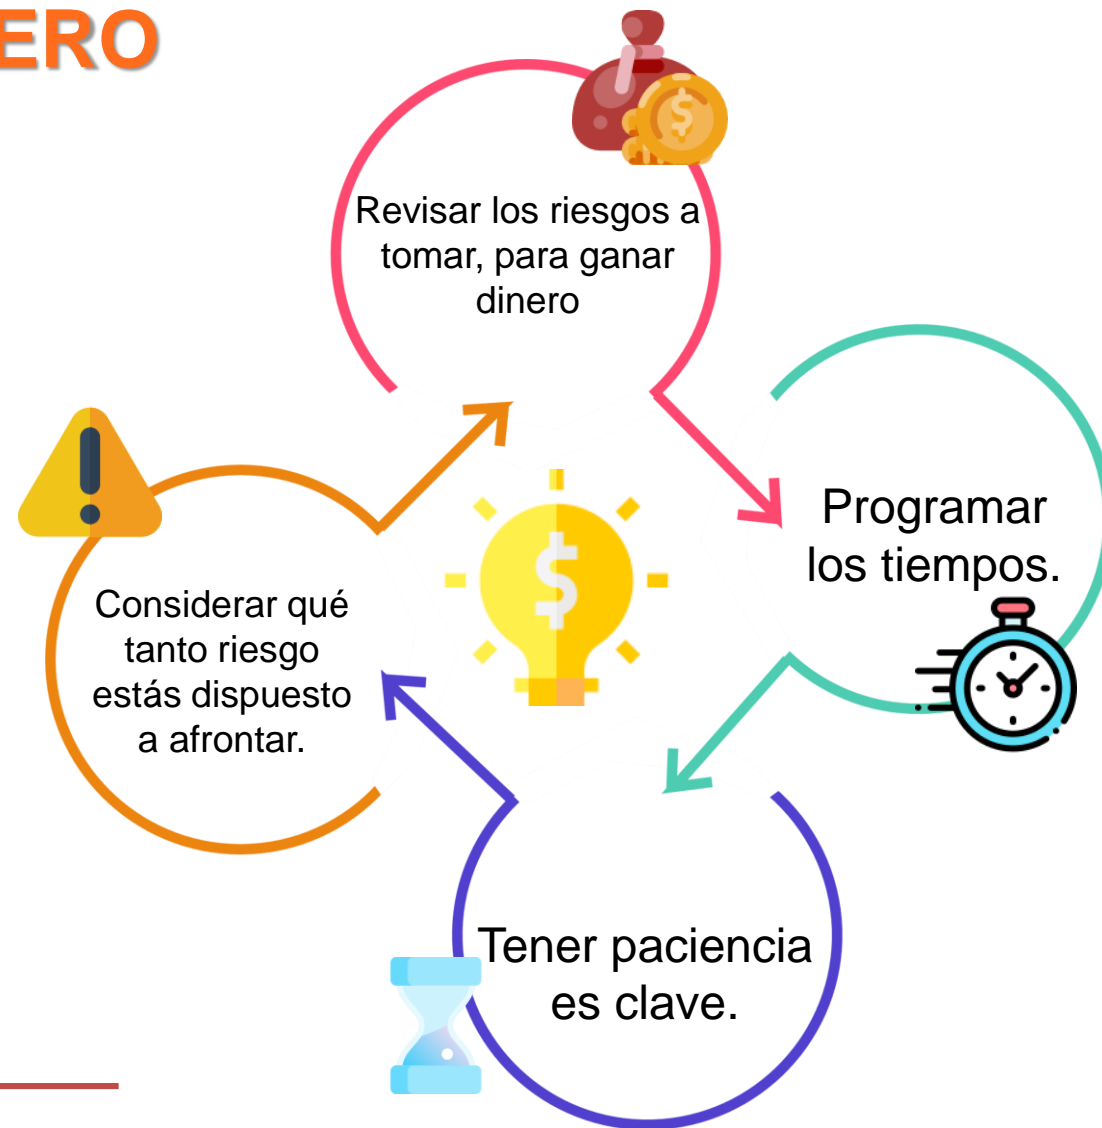 ERO
Revisar los riesgos a
tomar, para ganar
dinero
Programar
los tiempos.
Considerar qué
tanto riesgo
estás dispuesto
a afrontar.
Tener paciencia
es clave.